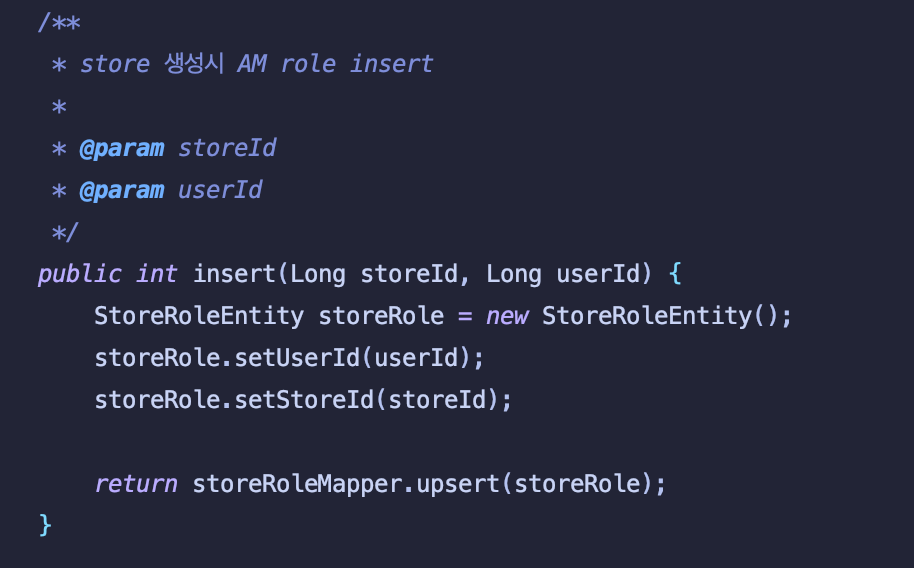 /**
 * store 생성시 AM role insert
 *
 * @param storeId
 * @param userId
 */
public int insert(Long storeId, Long userId) {
    StoreRoleEntity storeRole = new StoreRoleEntity();
    storeRole.setUserId(userId);
    storeRole.setStoreId(storeId);

    return storeRoleMapper.upsert(storeRole);
}